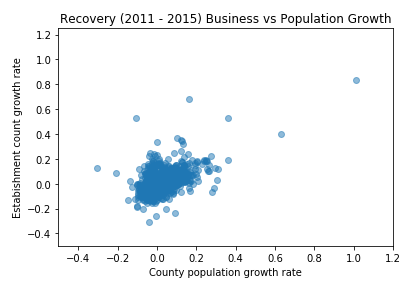 Recovery (2011 - 2015) Business vs Population Growth
1.2
1.0
0.8
0.6
0.4
0.2
0.0
−0.2
−0.4
Estabishment count growth rate
−0.4 −0.2 0.0 0.2 0.4 0.6 0.8 1.0 1.2
County population growth rate